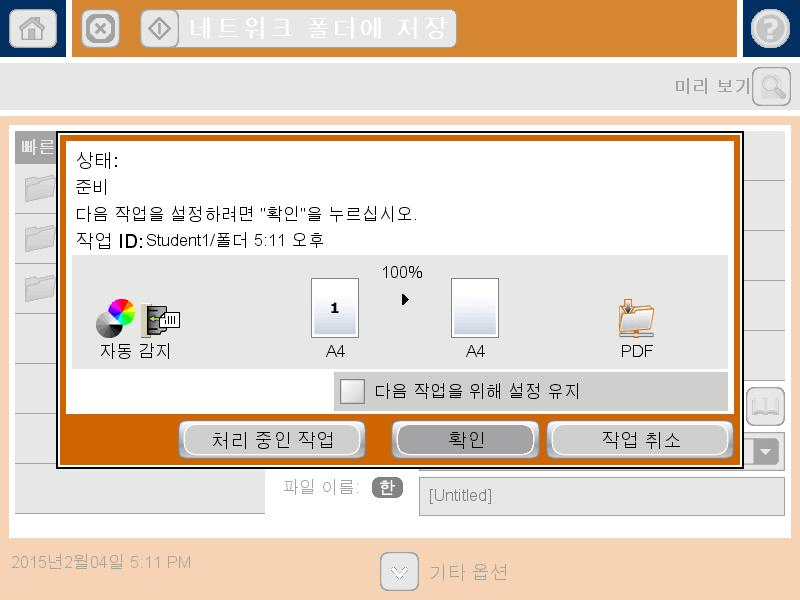 네트워크 폴더에 저장
미리 보기
빠른
상태:
준비
다음 작업을 설정하려면 "확인"을 누르십시오.
작업 ID: Student1/폴더 5:11 오후
100%
1
자동 감지
A4
A4
PDF
다음 작업을 위해 설정 유지
처리 중인 작업
확인
작업 취소
파일 이름:
한
[Untitled]
2015년2월04일 5:11 PM
기타 옵션